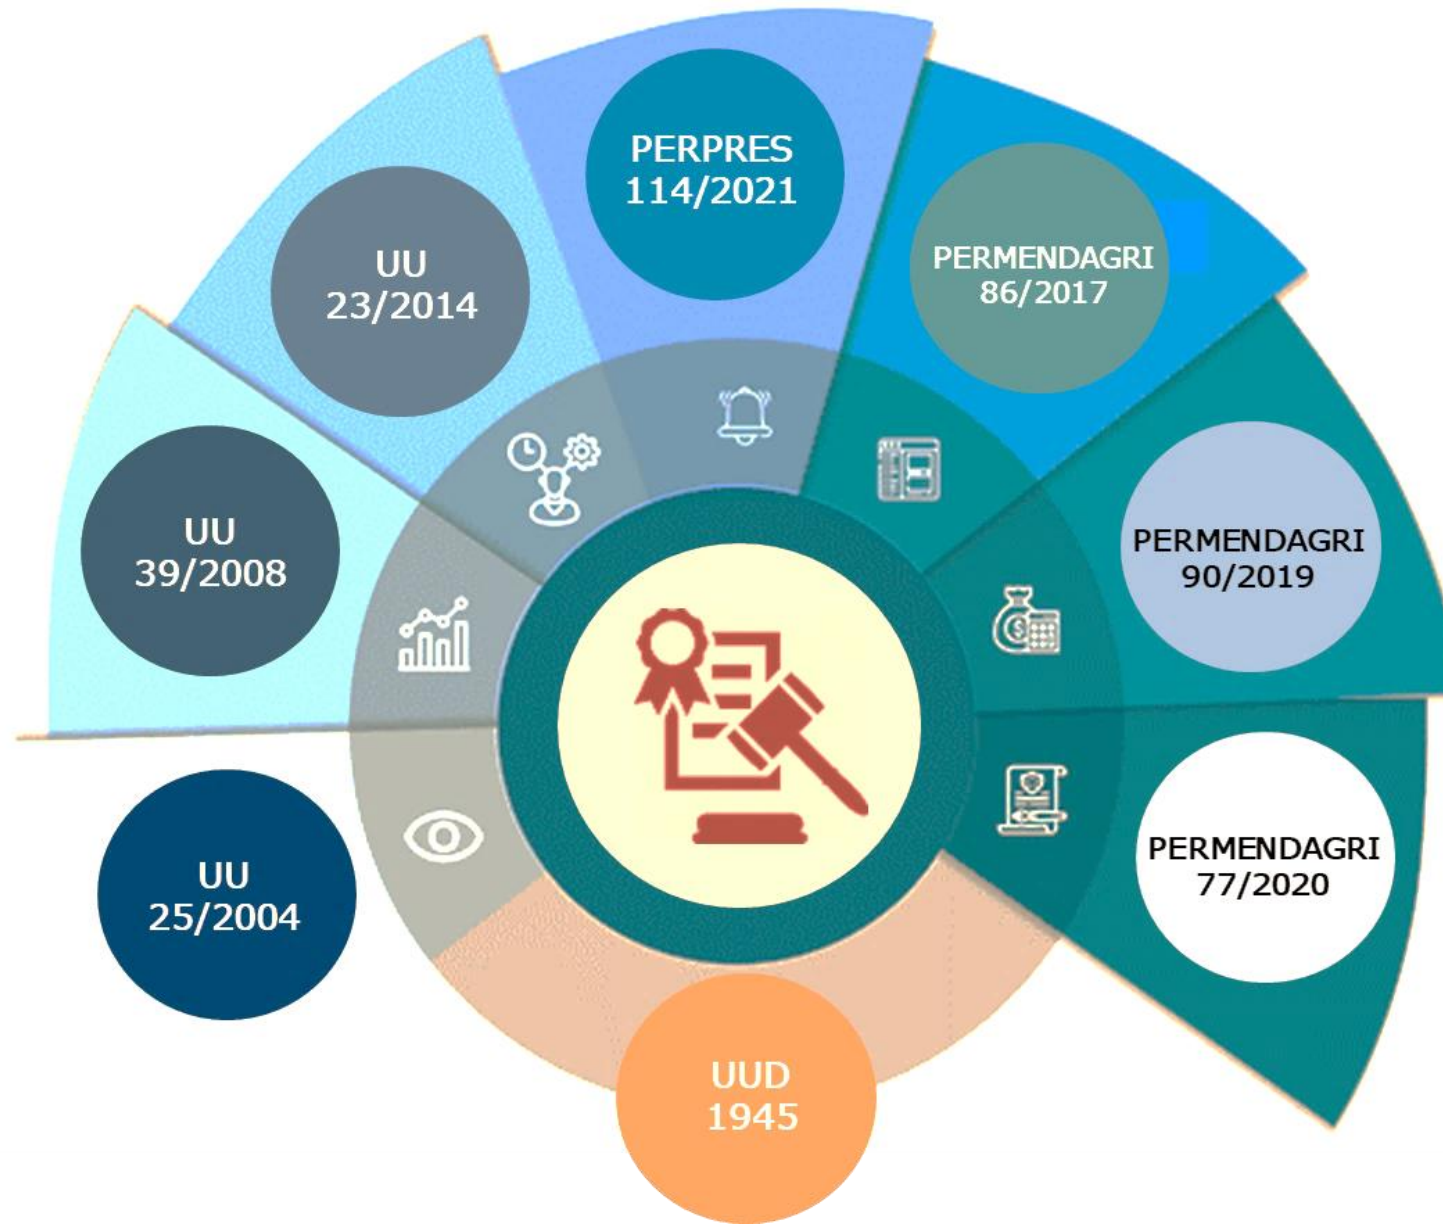 PERPRES
114/2021
UU
23/2014
PERMENDAGRI
86/2017
UU
39/2008
PERMENDAGRI
90/2019
UU
25/2004
PERMENDAGRI
77/2020
UUD
1945